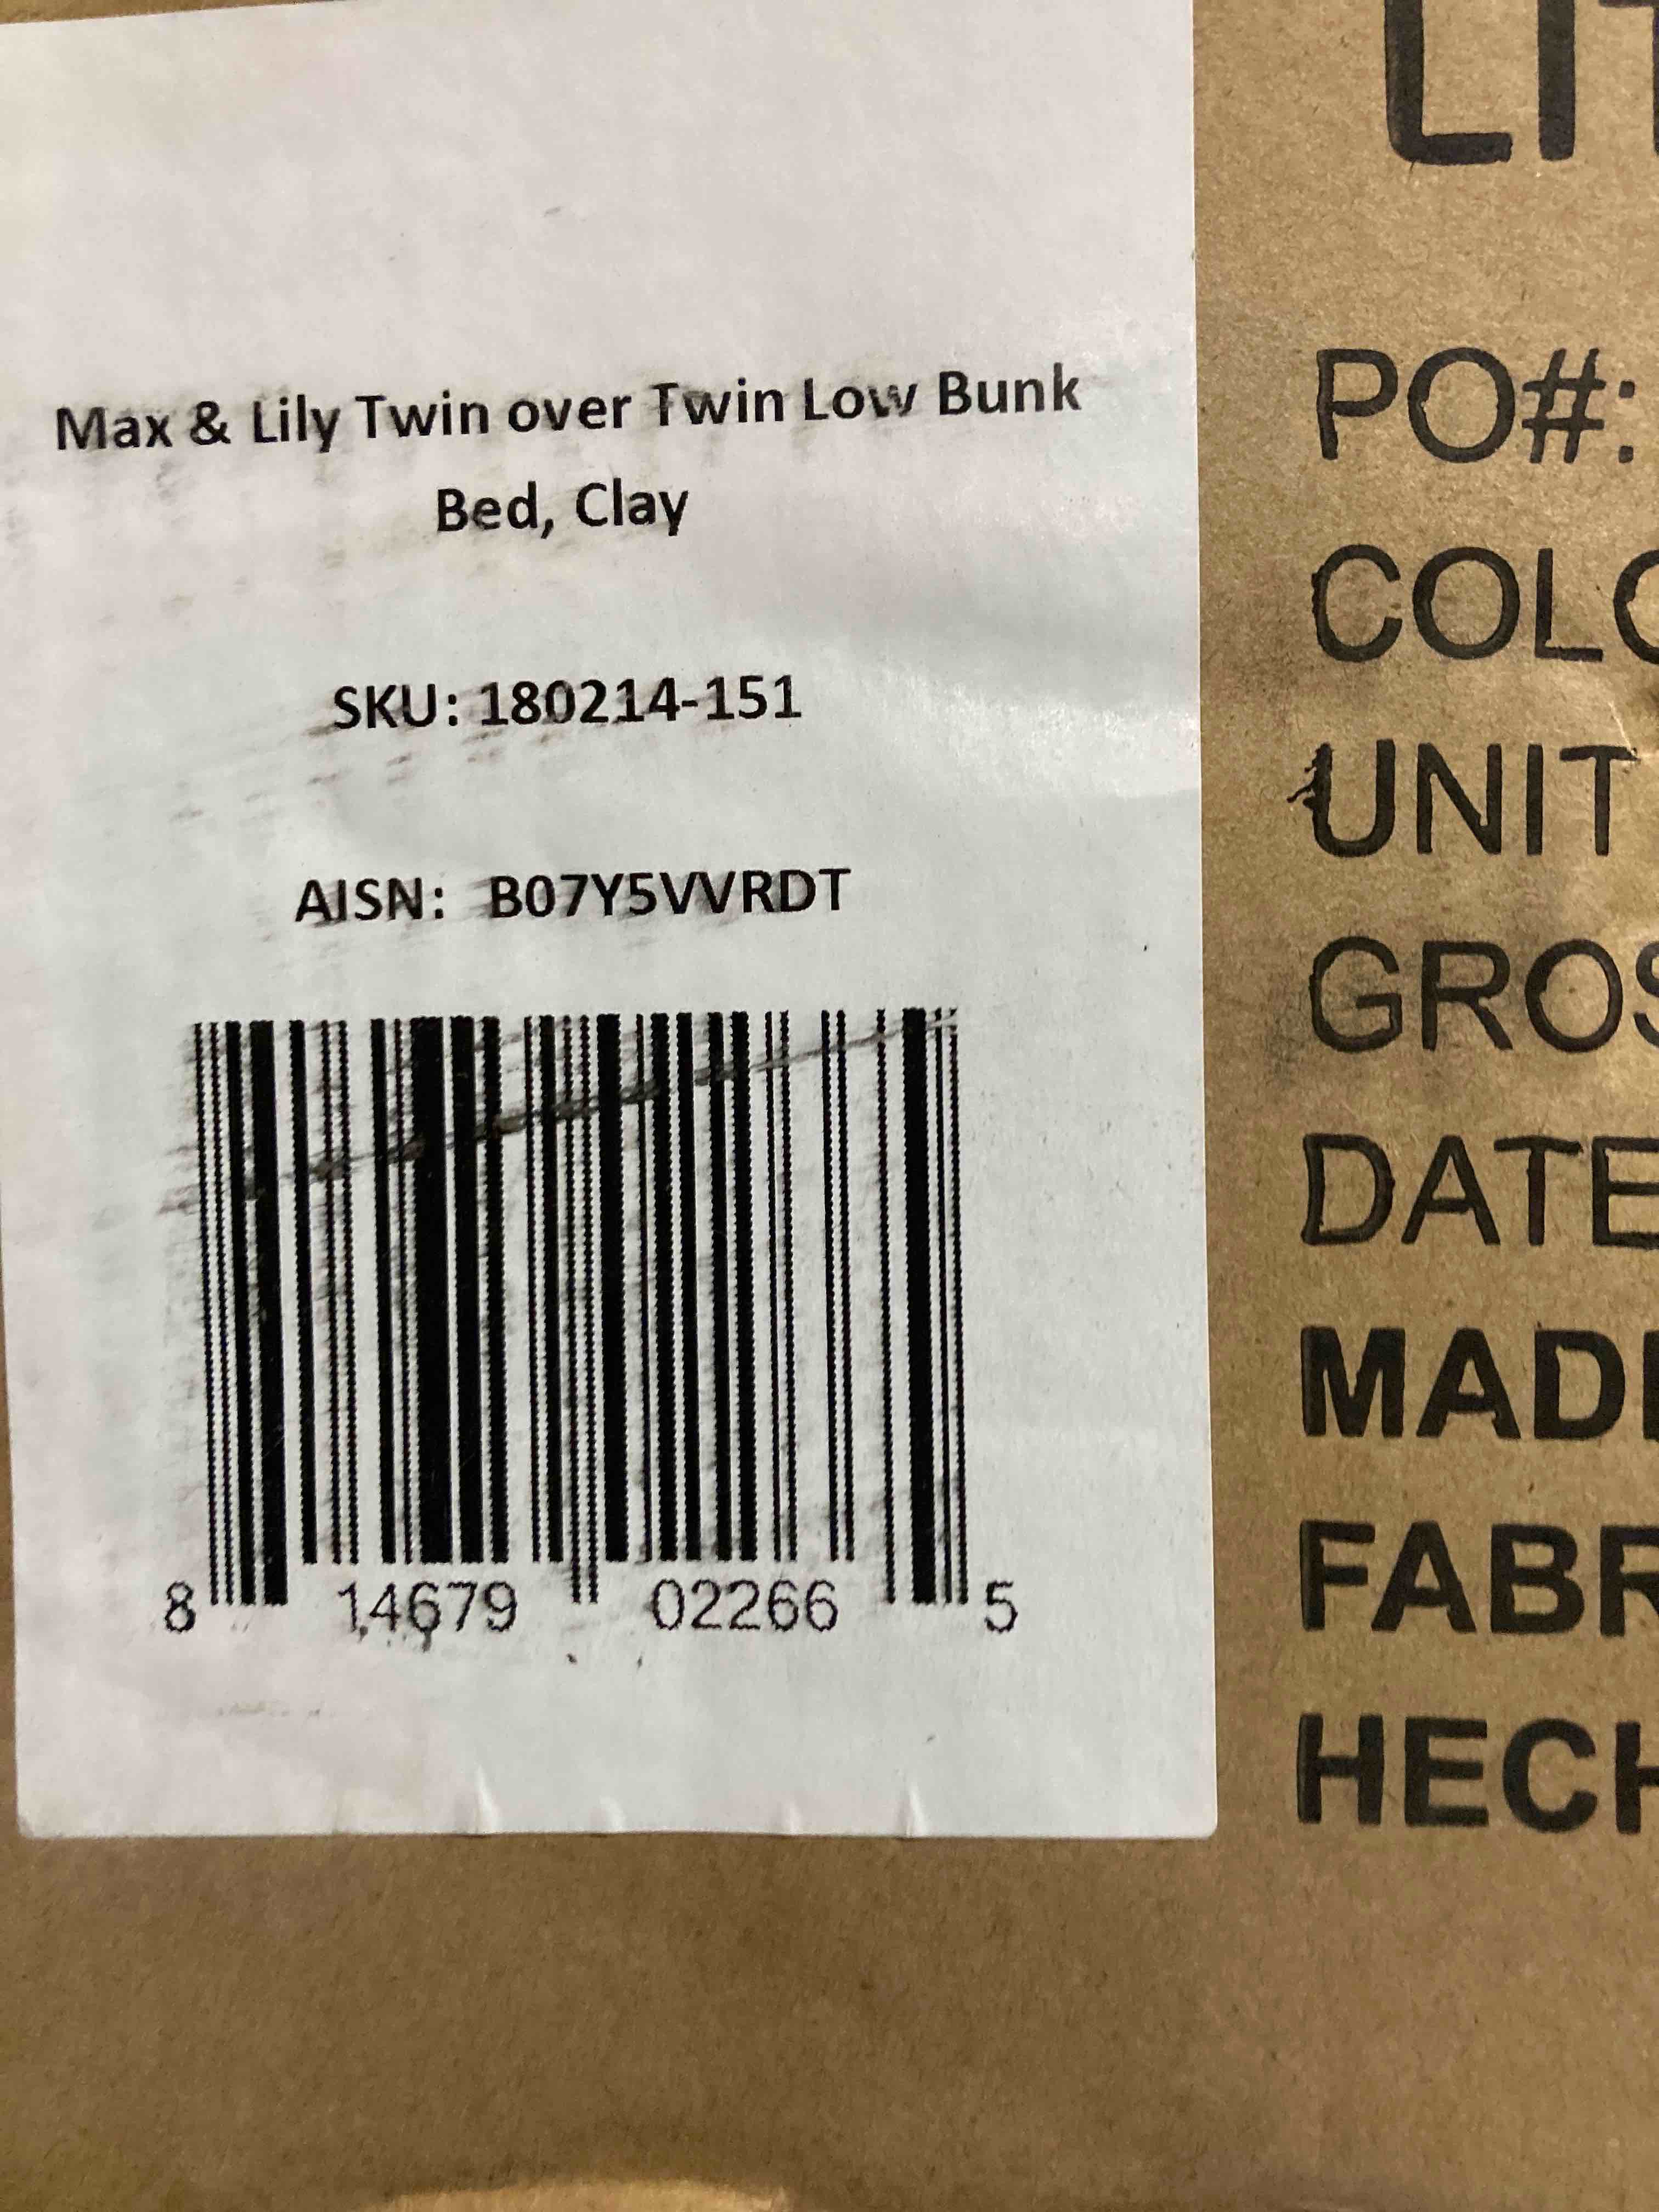 Max & Lily Twin over Twin Low Bunk
Bed, Clay
SKU: 180214-151
AISN: B07Y5VVRDT
8 14679 02266 5
LIT
PO#:
COLO
UNIT
GROS
DATE
MADE
FABR
HECH